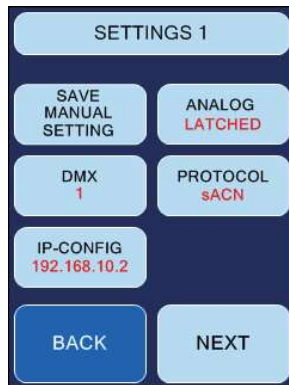 SETTINGS 1
SAVE
MANUAL
SETTING
ANALOG
LATCHED
DMX
1
PROTOCOL
sACN
IP-CONFIG
192.168.10.2
BACK
NEXT